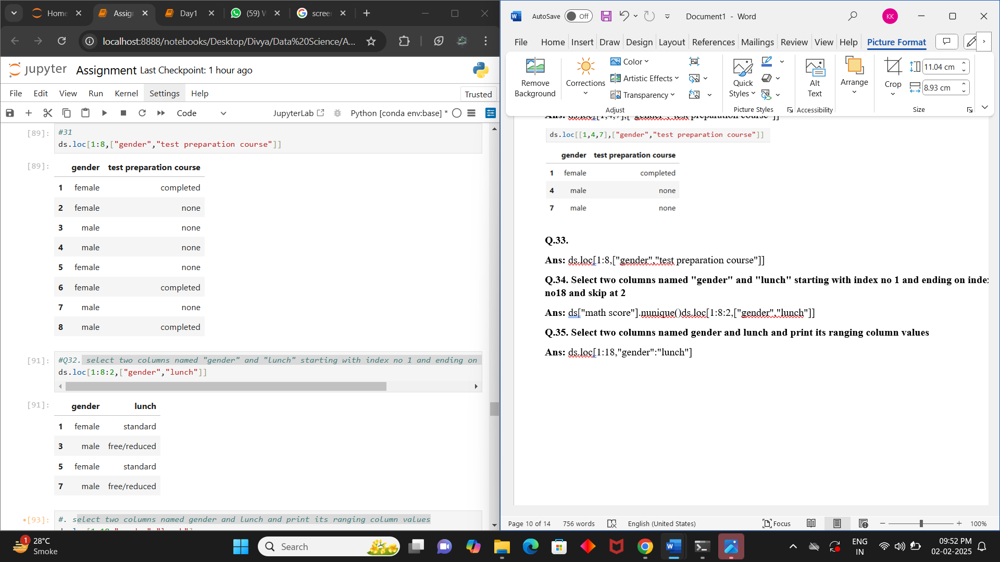 Home
Assign
Day1
(59) W
screen
localhost:8888/notebooks/Desktop/Divya/Data%20Science/A...
jupyter Assignment Last Checkpoint: 1 hour ago
File Edit View Run Kernel Settings Help Trusted
Code JupyterLab Python [conda env:base] *
[89]: #31
ds.loc[1:8,["gender","test preparation course"]]
[89]: gender test preparation course
1 female completed
2 female none
3 male none
4 male none
5 female none
6 female completed
7 male none
8 male completed
[91]: #Q32. select two columns named "gender" and "lunch" starting with index no 1 and ending on
ds.loc[1:8:2,["gender","lunch"]]
[91]: gender lunch
1 female standard
3 male free/reduced
5 female standard
7 male free/reduced
[93]: #. select two columns named gender and lunch and print its ranging column values
AutoSave Off Document1 - Word KK
File Home Insert Draw Design Layout References Mailings Review View Help Picture Format
Remove Background
Corrections
Color
Artistic Effects
Transparency
Adjust
Quick Styles
Picture Styles
Alt Text
Accessibility
Arrange
Crop
11.04 cm
8.93 cm
Size
Ans: ds.loc[[1,4,7],["gender","test preparation course"]]
ds.loc[[1,4,7],["gender","test preparation course"]]
gender test preparation course
1 female completed
4 male none
7 male none
Q.33.
Ans: ds.loc[1:8,["gender","test preparation course"]]
Q.34. Select two columns named "gender" and "lunch" starting with index no 1 and ending on index
no18 and skip at 2
Ans: ds["math score"].nunique()ds.loc[1:8:2,["gender","lunch"]]
Q.35. Select two columns named gender and lunch and print its ranging column values
Ans: ds.loc[1:18,"gender":"lunch"]
Page 10 of 14 756 words English (United States) Focus 100%
1
28°C
Smoke
Search
ENG
IN
09:52 PM
02-02-2025